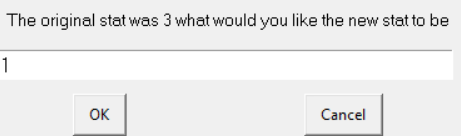 The original stat was 3 what would you like the new stat to be
1
OK Cancel